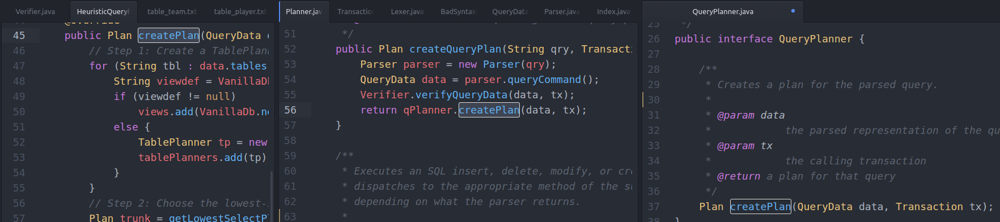 Verifier.java HeuristicQueryP table_team.txt table_player.txt
@Override
45 public Plan createPlan(QueryData
46 // Step 1: Create a TablePlann
47 for (String tbl : data.tables
48 String viewdef = VanillaDb
49 if (viewdef != null)
50 views.add(VanillaDb.ne
51 else {
52 TablePlanner tp = new
53 tablePlanners.add(tp)
54 }
55 }
56 // Step 2: Choose the lowest-
57 Plan trunk = getLowestSelectPl
Planner.jav Transaction Lexer.java BadSyntax QueryData Parser.java Index.java
51 */
52 public Plan createQueryPlan(String qry, Transacti
53 Parser parser = new Parser(qry);
54 QueryData data = parser.queryCommand();
55 Verifier.verifyQueryData(data, tx);
56 return qPlanner.createPlan(data, tx);
57 }
58
59 /**
60 * Executes an SQL insert, delete, modify, or cre
61 * dispatches to the appropriate method of the su
62 * depending on what the parser returns.
63 *
QueryPlanner.java
25 */
26 public interface QueryPlanner {
27
28 /**
29 * Creates a plan for the parsed query.
30 *
31 * @param data
32 * the parsed representation of the qu
33 * @param tx
34 * the calling transaction
35 * @return a plan for that query
36 */
37 Plan createPlan(QueryData data, Transaction tx);
38 }